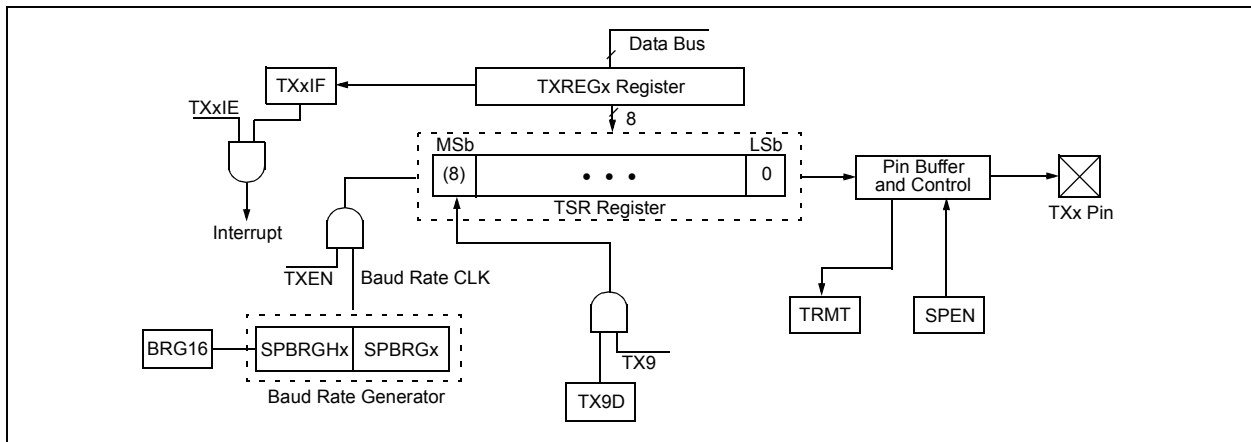 Data Bus
TXxIF
TXREGx Register
TXxIE
8
MSb
LSb
(8)
• • •
0
Pin Buffer
and Control
TSR Register
TXx Pin
Interrupt
TXEN
Baud Rate CLK
TRMT
SPEN
BRG16
SPBRGHx
SPBRGx
TX9
Baud Rate Generator
TX9D